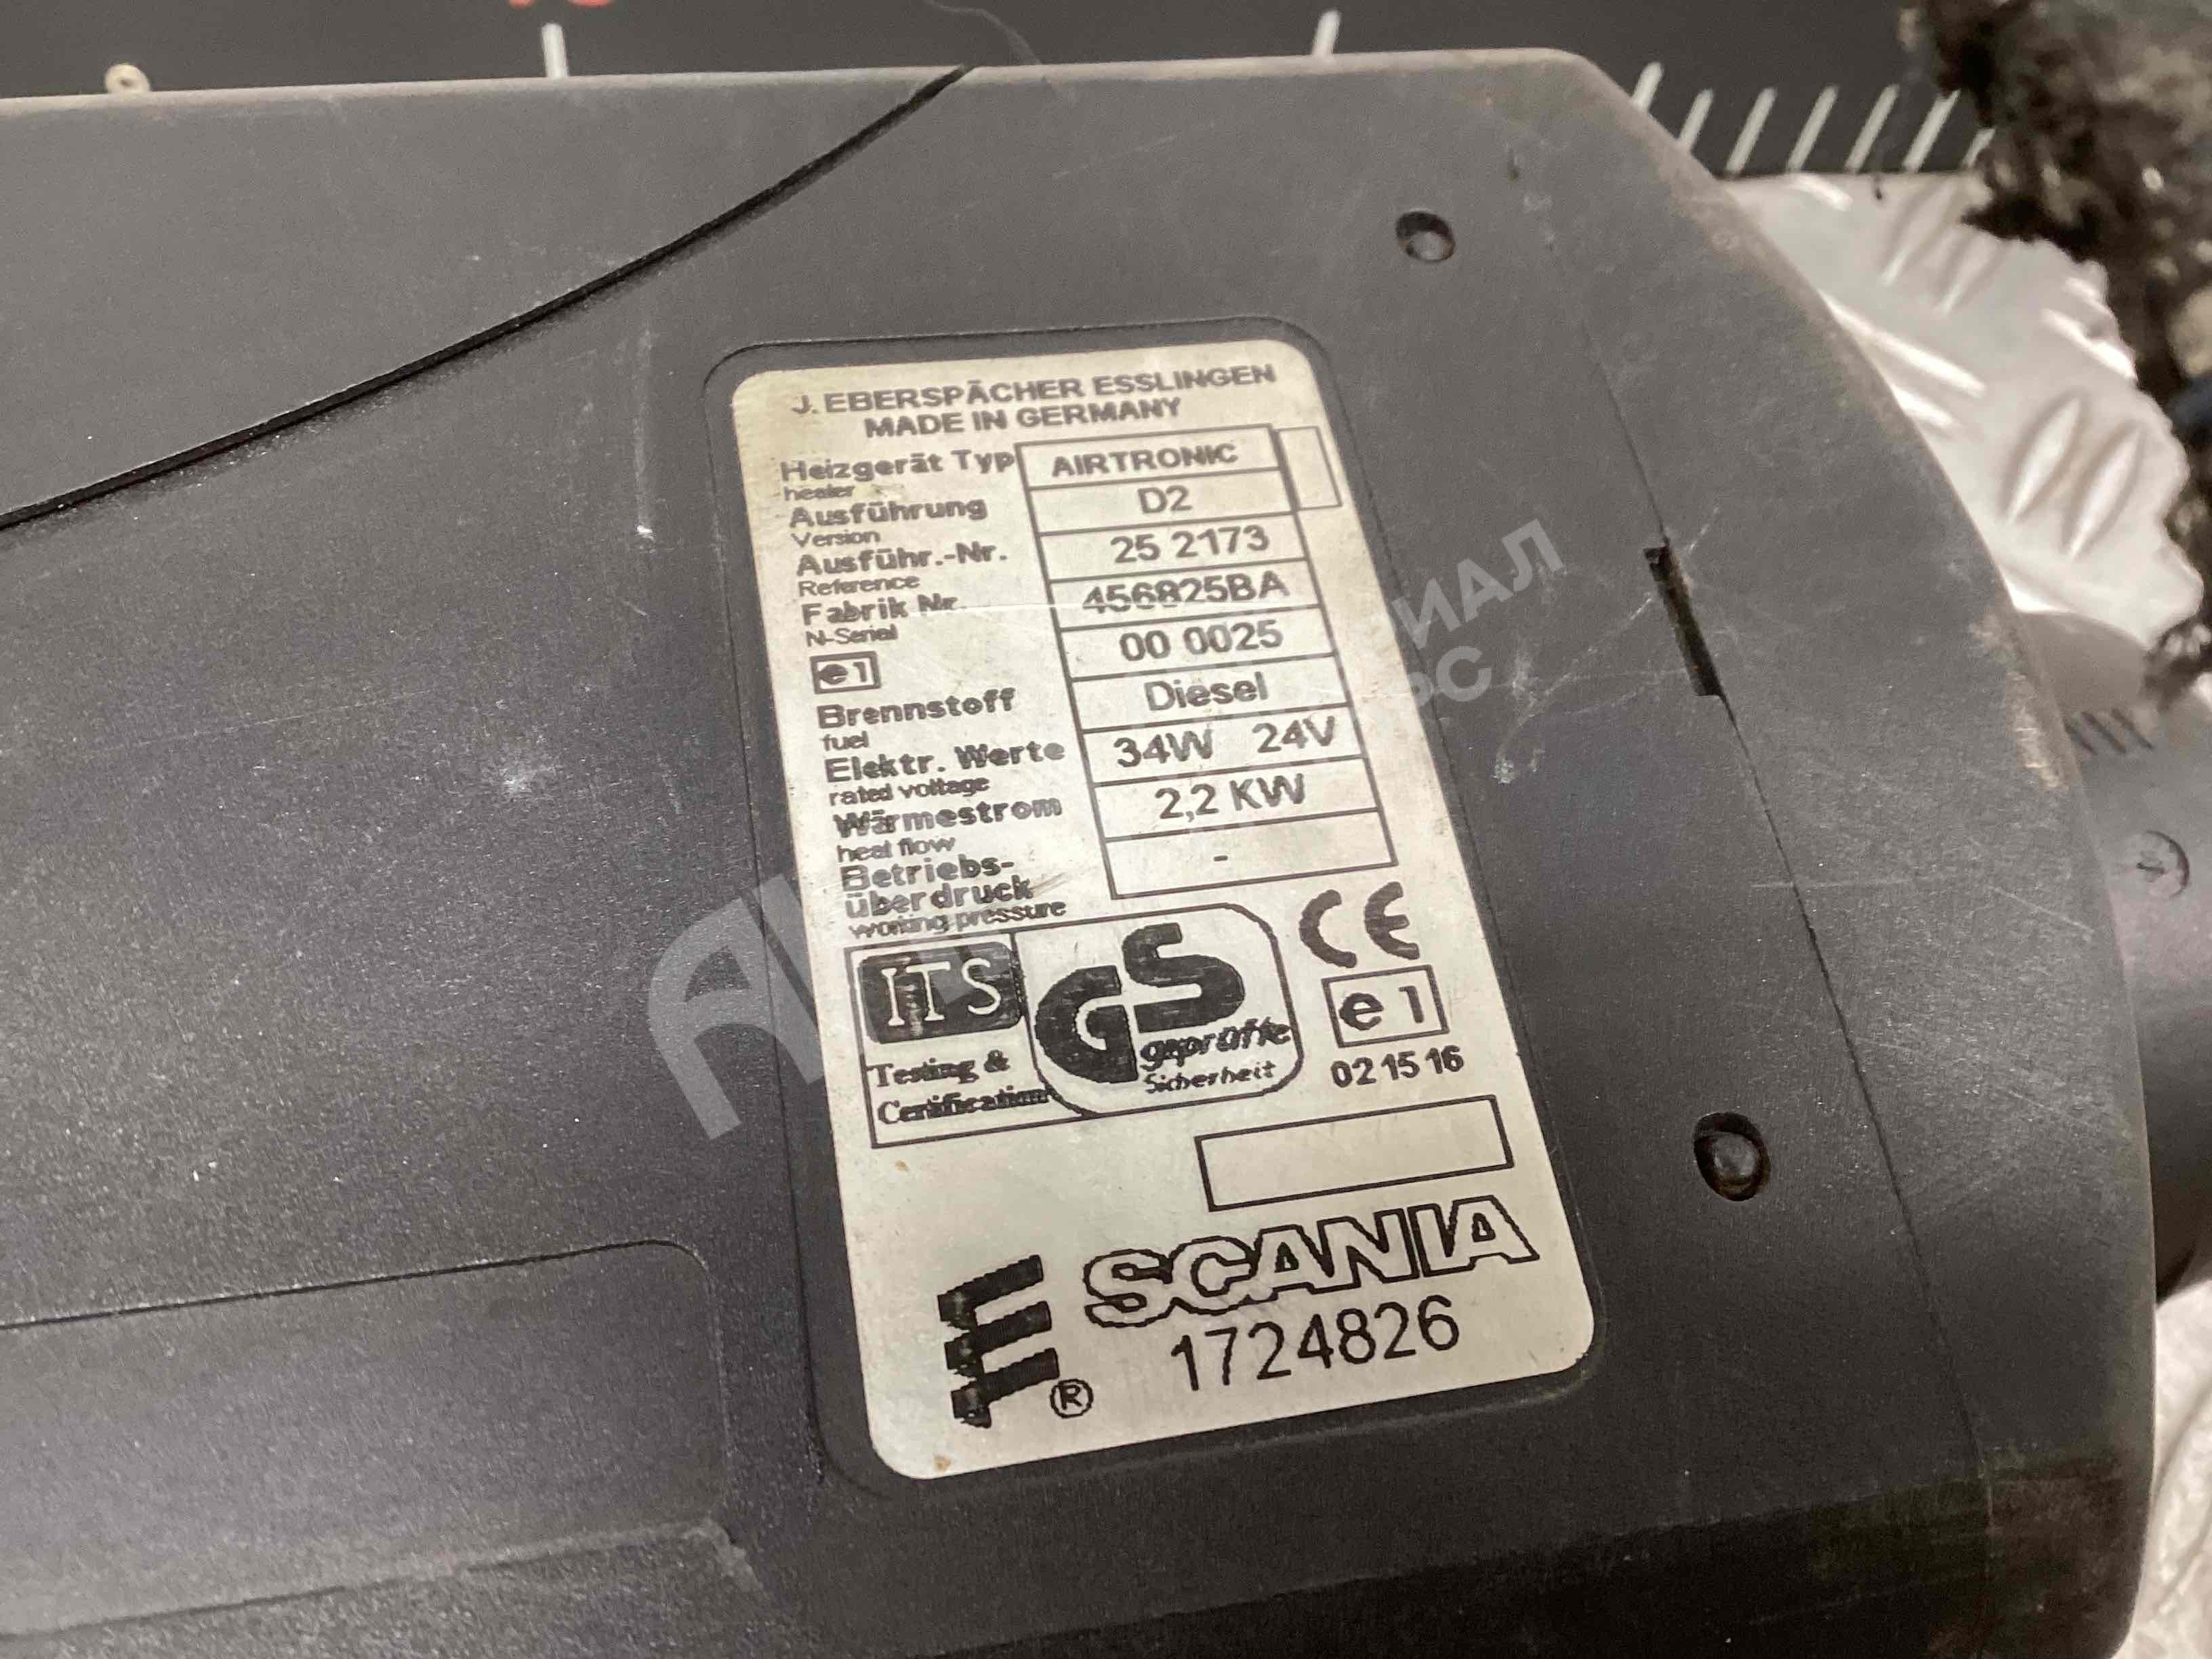 J. EBERSPÄCHER ESSLINGEN
MADE IN GERMANY
Heizgerät Typ AIRTRONIC
heater
Ausführung D2
Version
Ausführ.-Nr. 25 2173
Reference
Fabrik Nr. 456825BA
N-Serial
e1 00 0025
Brennstoff Diesel
fuel
Elektr. Werte 34W 24V
rated voltage
Wärmestrom 2,2 KW
heat flow
Betriebs-
überdruck -
working pressure
ITS
Testing &
Certification
GS
geprüfte
Sicherheit
CE
e1
02 15 16
SCANIA
1724826
®